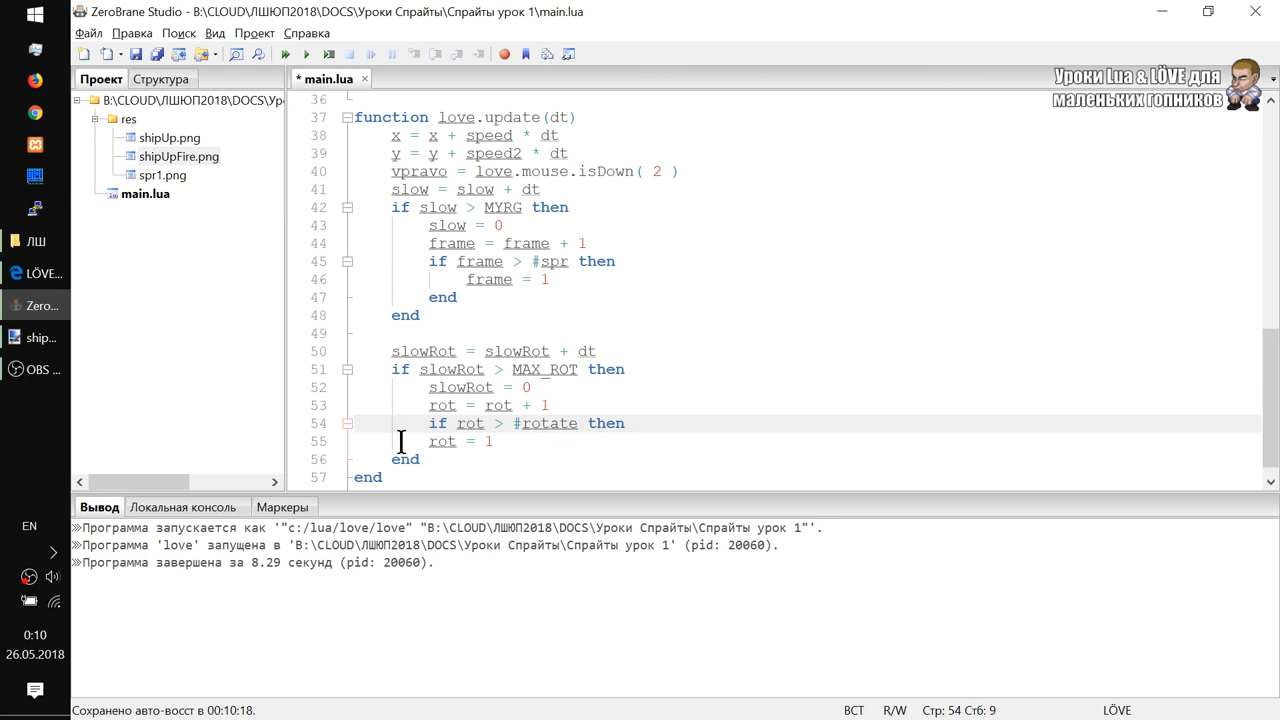 ZeroBrane Studio - B:\CLOUD\ЛШЮП2018\DOCS\Уроки Спрайты\Спрайты урок 1\main.lua
Файл Правка Поиск Вид Проект Справка
Проект Структура
* main.lua
Уроки Lua & LÖVE для
маленьких гопников
B:\CLOUD\ЛШЮП2018\DOCS\Ур
res
shipUp.png
shipUpFire.png
spr1.png
main.lua
36
37 function love.update(dt)
38 x = x + speed * dt
39 y = y + speed2 * dt
40 vpravo = love.mouse.isDown( 2 )
41 slow = slow + dt
42 if slow > MYRG then
43 slow = 0
44 frame = frame + 1
45 if frame > #spr then
46 frame = 1
47 end
48 end
49
50 slowRot = slowRot + dt
51 if slowRot > MAX_ROT then
52 slowRot = 0
53 rot = rot + 1
54 if rot > #rotate then
55 rot = 1
56 end
57 end
Вывод Локальная консоль Маркеры
Программа запускается как '"c:/lua/love/love" "B:\CLOUD\ЛШЮП2018\DOCS\Уроки Спрайты\Спрайты урок 1"'.
Программа 'love' запущена в 'B:\CLOUD\ЛШЮП2018\DOCS\Уроки Спрайты\Спрайты урок 1' (pid: 20060).
Программа завершена за 8.29 секунд (pid: 20060).
Сохранено авто-восст в 00:10:18.
ВСТ R/W Стр: 54 Стб: 9 LÖVE
ЛШ
LÖVE...
Zero...
ship...
OBS ...
EN
0:10
26.05.2018